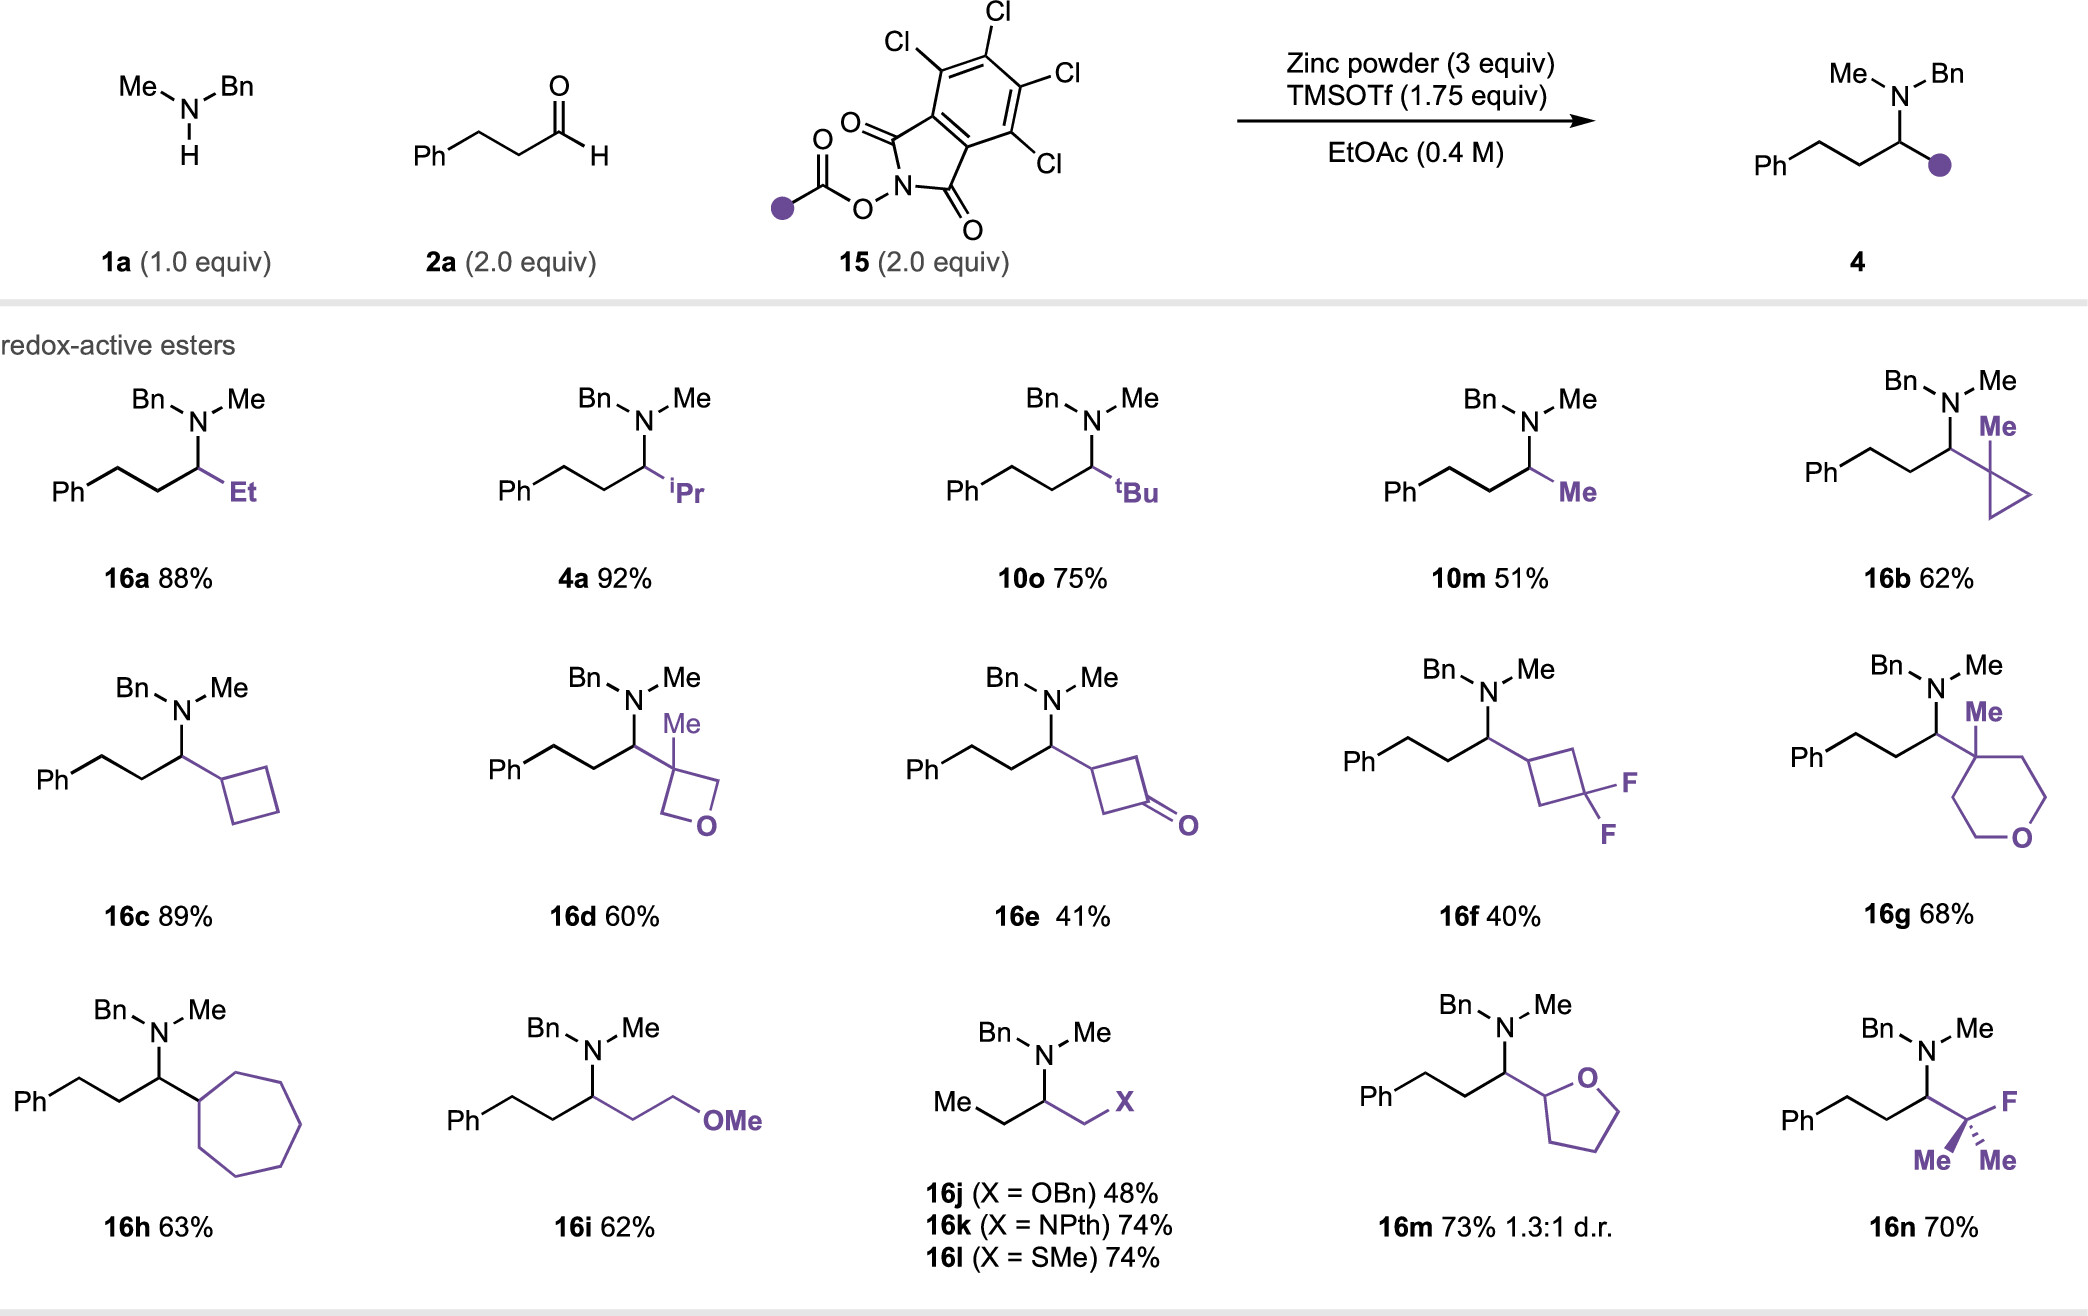 Me
N
H
Bn
1a (1.0 equiv)
Ph
O
H
2a (2.0 equiv)
O
O
N
O
O
Cl
Cl
Cl
Cl
15 (2.0 equiv)
Zinc powder (3 equiv)
TMSOTf (1.75 equiv)
EtOAc (0.4 M)
Me
N
Bn
Ph
4
redox-active esters
Bn
N
Me
Ph
Et
16a 88%
Bn
N
Me
Ph
iPr
4a 92%
Bn
N
Me
Ph
tBu
10o 75%
Bn
N
Me
Ph
Me
10m 51%
Bn
N
Me
Me
Ph
16b 62%
Bn
N
Me
Ph
16c 89%
Bn
N
Me
Me
Ph
O
16d 60%
Bn
N
Me
Ph
O
16e 41%
Bn
N
Me
Ph
F
F
16f 40%
Bn
N
Me
Me
Ph
O
16g 68%
Bn
N
Me
Ph
16h 63%
Bn
N
Me
Ph
OMe
16i 62%
Bn
N
Me
Me
X
16j (X = OBn) 48%
16k (X = NPth) 74%
16l (X = SMe) 74%
Bn
N
Me
Ph
O
16m 73% 1.3:1 d.r.
Bn
N
Me
Ph
F
Me
Me
16n 70%